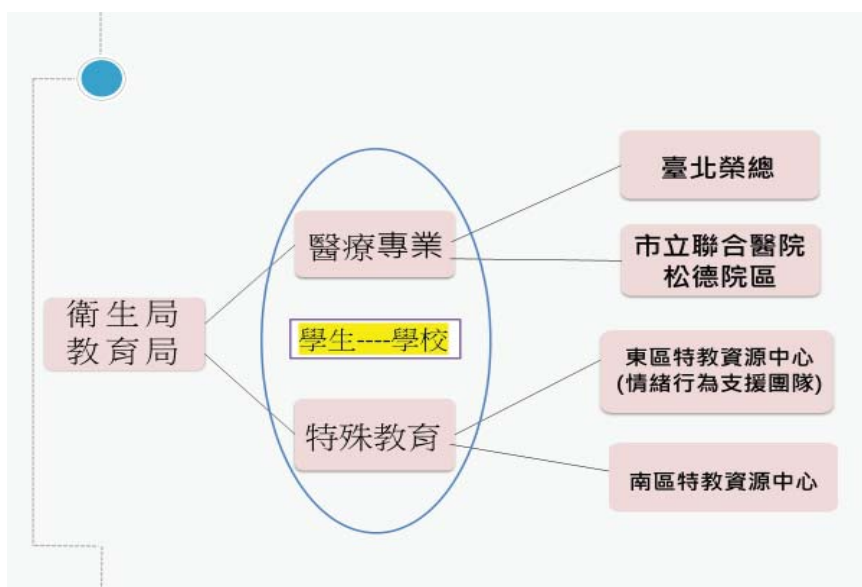 臺北榮總
醫療專業
市立聯合醫院
松德院區
衛生局
教育局
學生----學校
東區特教資源中心
(情緒行為支援團隊)
特殊教育
南區特教資源中心